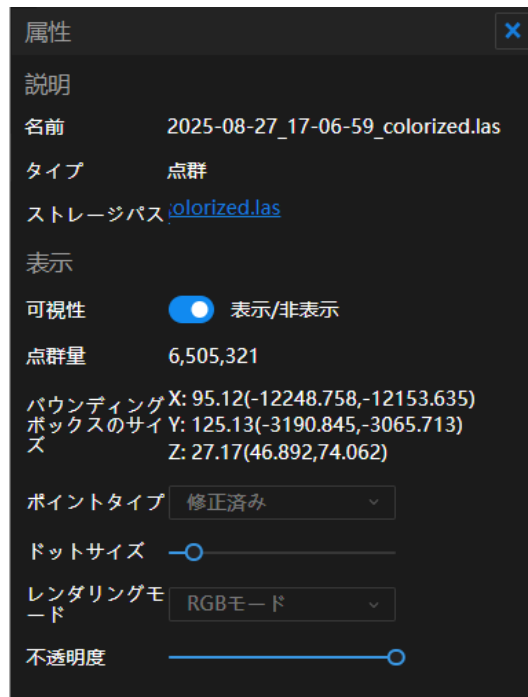 属性
説明
名前 2025-08-27_17-06-59_colorized.las
タイプ 点群
ストレージパス olorized.las
表示
可視性 表示/非表示
点群量 6,505,321
バウンディングボックスのサイズ
X: 95.12(-12248.758,-12153.635)
Y: 125.13(-3190.845,-3065.713)
Z: 27.17(46.892,74.062)
ポイントタイプ 修正済み
ドットサイズ
レンダリングモード RGBモード
不透明度